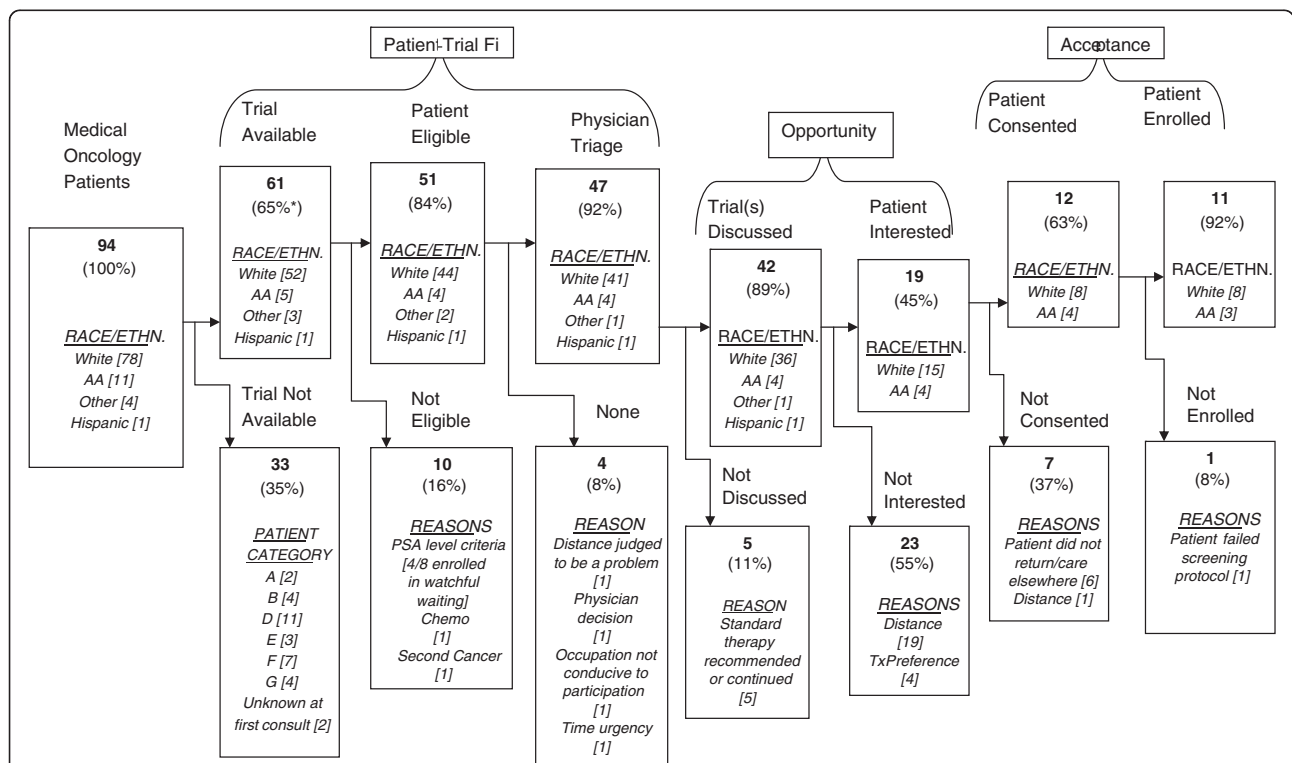 Patient-Trial Fi
Acceptance
Trial
Available
Patient
Eligible
Physician
Triage
Opportunity
Patient
Consented
Patient
Enrolled
Medical
Oncology
Patients
94
(100%)
RACE/ETHN.
White [78]
AA [11]
Other [4]
Hispanic [1]
61
(65%*)
RACE/ETHN.
White [52]
AA [5]
Other [3]
Hispanic [1]
Trial Not
Available
33
(35%)
PATIENT
CATEGORY
A [2]
B [4]
D [11]
E [3]
F [7]
G [4]
Unknown at
first consult [2]
51
(84%)
RACE/ETHN.
White [44]
AA [4]
Other [2]
Hispanic [1]
Not
Eligible
10
(16%)
REASONS
PSA level criteria
[4/8 enrolled
in watchful
waiting]
Chemo
[1]
Second Cancer
[1]
47
(92%)
RACE/ETHN.
White [41]
AA [4]
Other [1]
Hispanic [1]
None
4
(8%)
REASON
Distance judged
to be a problem
[1]
Physician
decision
[1]
Occupation not
conducive to
participation
[1]
Time urgency
[1]
Trial(s)
Discussed
42
(89%)
RACE/ETHN.
White [36]
AA [4]
Other [1]
Hispanic [1]
Not
Discussed
5
(11%)
REASON
Standard
therapy
recommended
or continued
[5]
Patient
Interested
19
(45%)
RACE/ETHN.
White [15]
AA [4]
Not
Interested
23
(55%)
REASONS
Distance
[19]
TxPreference
[4]
12
(63%)
RACE/ETHN.
White [8]
AA [4]
Not
Consented
7
(37%)
REASONS
Patient did not
return/care
elsewhere [6]
Distance [1]
11
(92%)
RACE/ETHN.
White [8]
AA [3]
Not
Enrolled
1
(8%)
REASONS
Patient failed
screening
protocol [1]